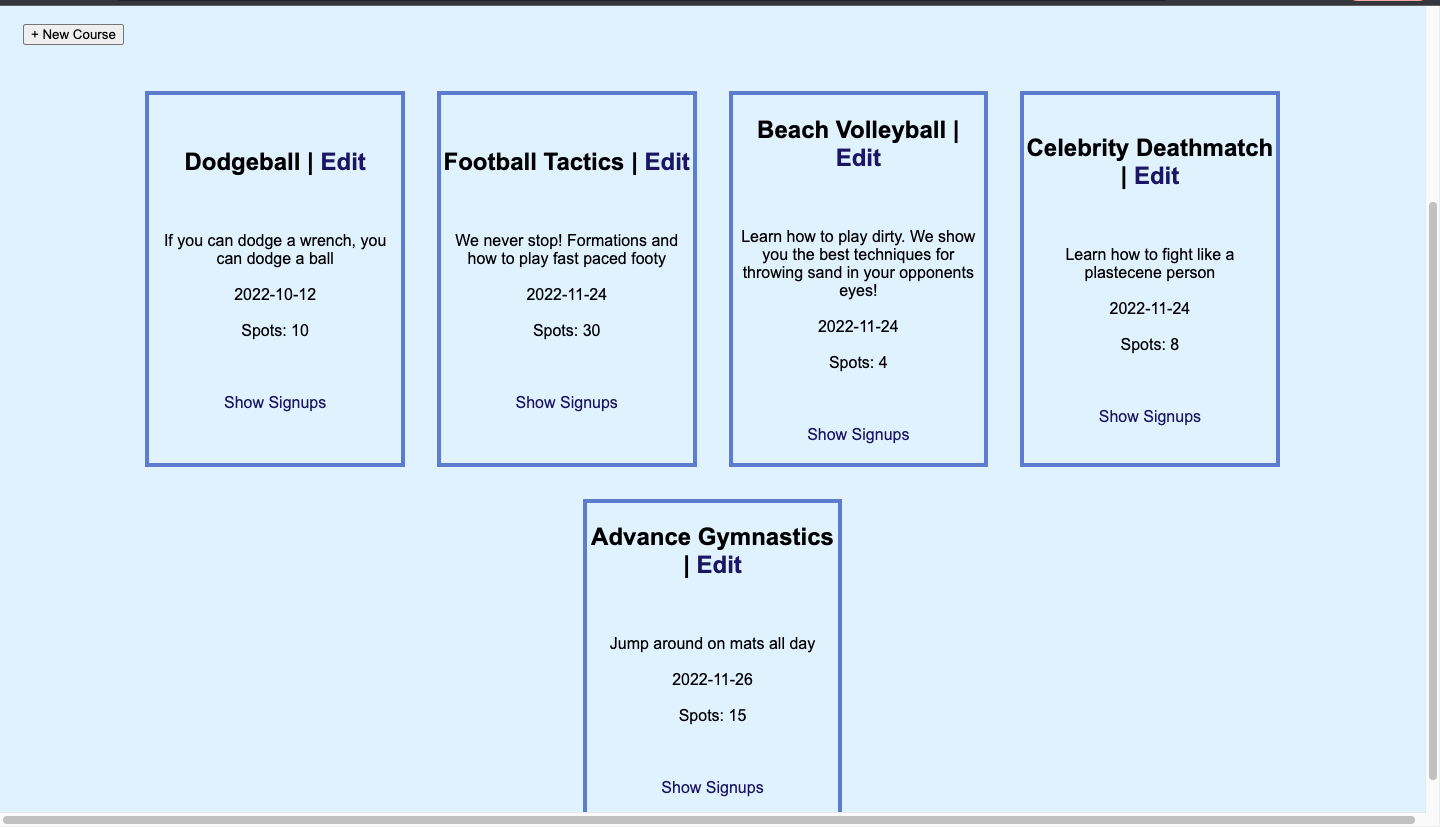 + New Course
Dodgeball | Edit
If you can dodge a wrench, you
can dodge a ball
2022-10-12
Spots: 10
Show Signups
Football Tactics | Edit
We never stop! Formations and
how to play fast paced footy
2022-11-24
Spots: 30
Show Signups
Beach Volleyball |
Edit
Learn how to play dirty. We show
you the best techniques for
throwing sand in your opponents
eyes!
2022-11-24
Spots: 4
Show Signups
Celebrity Deathmatch
| Edit
Learn how to fight like a
plastecene person
2022-11-24
Spots: 8
Show Signups
Advance Gymnastics
| Edit
Jump around on mats all day
2022-11-26
Spots: 15
Show Signups